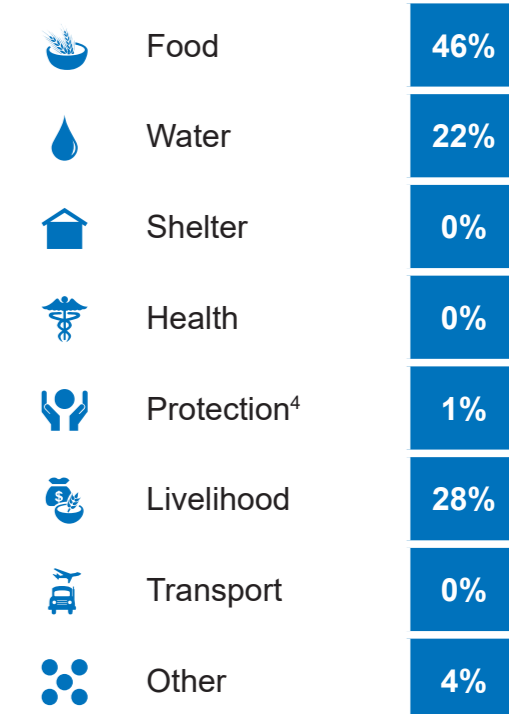 Food 46%
Water 22%
Shelter 0%
Health 0%
Protection⁴ 1%
$ Livelihood 28%
Transport 0%
Other 4%